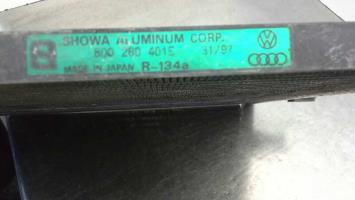 SHOWA ALUMINUM CORP.
8D0 260 401E 31/97
MADE IN JAPAN R-134a